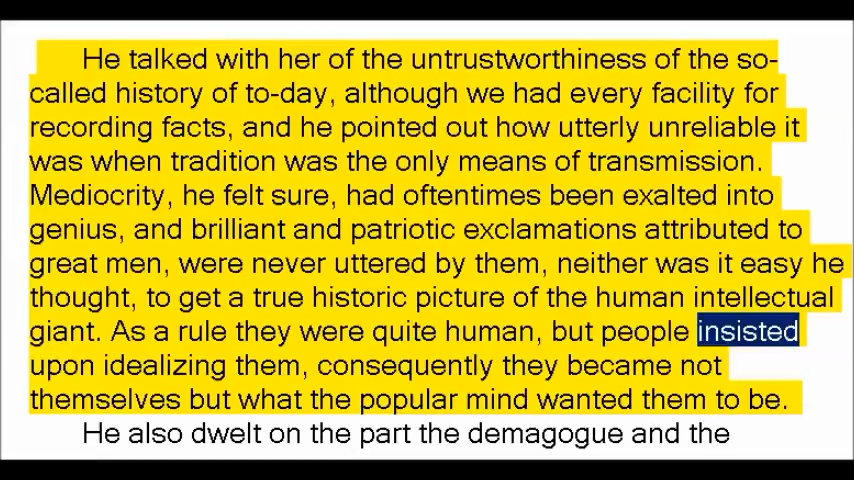 He talked with her of the untrustworthiness of the so-
called history of to-day, although we had every facility for
recording facts, and he pointed out how utterly unreliable it
was when tradition was the only means of transmission.
Mediocrity, he felt sure, had oftentimes been exalted into
genius, and brilliant and patriotic exclamations attributed to
great men, were never uttered by them, neither was it easy he
thought, to get a true historic picture of the human intellectual
giant. As a rule they were quite human, but people insisted
upon idealizing them, consequently they became not
themselves but what the popular mind wanted them to be.
He also dwelt on the part the demagogue and the